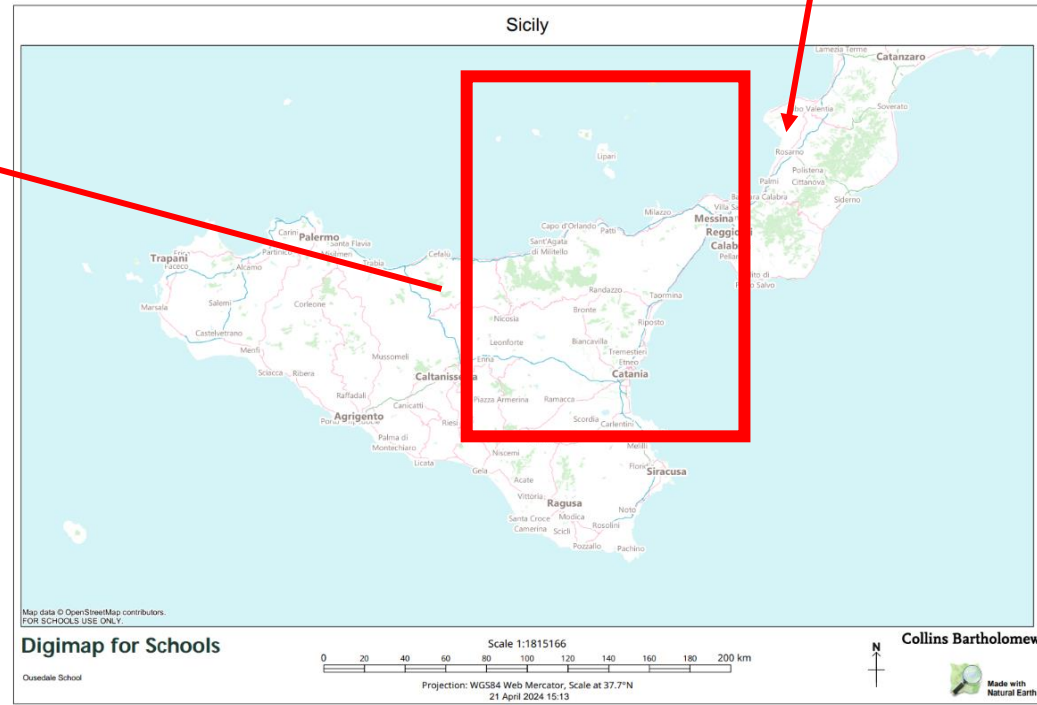 Sicily
Lamezia Terme
Catanzaro
Vibo Valentia
Soverato
Rosarno
Polistena
Palmi
Cittanova
Lipari
Siderno
Milazzo
Villa
Messina
Capo d'Orlando
Patti
Carini
Palermo
Santa Flavia
Sant'Agata
di Militello
Cefalù
Trapani
Partinico
Trabia
Alcamo
Randazzo
Taormina
Marsala
Salemi
Corleone
Bronte
Nicosia
Riposto
Castelvetrano
Leonforte
Biancavilla
Menfi
Mussomeli
Enna
Tremestieri
Etneo
Sciacca
Ribera
Caltanissetta
Catania
Raffadali
Piazza Armerina
Ramacca
Canicattì
Agrigento
Riesi
Scordia
Carlentini
Palma di
Montechiaro
Melilli
Licata
Niscemi
Gela
Siracusa
Acate
Vittoria
Ragusa
Noto
Santa Croce
Camerina
Modica
Scicli
Rosolini
Pozzallo
Pachino
Map data © OpenStreetMap contributors.
FOR SCHOOLS USE ONLY.
Digimap for Schools
Ousedale School
Scale 1:1815166
0 20 40 60 80 100 120 140 160 180 200 km
Projection: WGS84 Web Mercator, Scale at 37.7°N
21 April 2024 15:13
N
Collins Bartholomew
Made with
Natural Earth